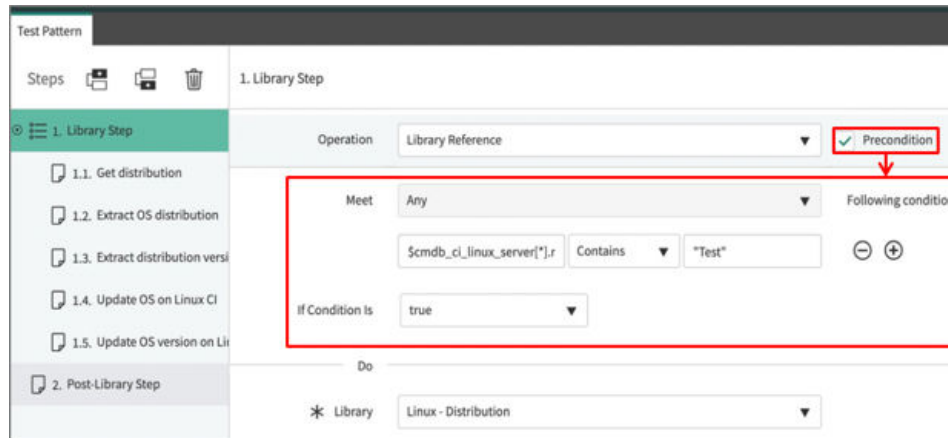 Test Pattern
Steps
1. Library Step
1. Library Step
Operation
Library Reference
Precondition
1.1. Get distribution
1.2. Extract OS distribution
Meet
Any
Following conditio
1.3. Extract distribution versi
$cmdb_ci_linux_server[*].r
Contains
"Test"
1.4. Update OS on Linux CI
If Condition Is
true
1.5. Update OS version on Li
Do
2. Post-Library Step
Library
Linux - Distribution